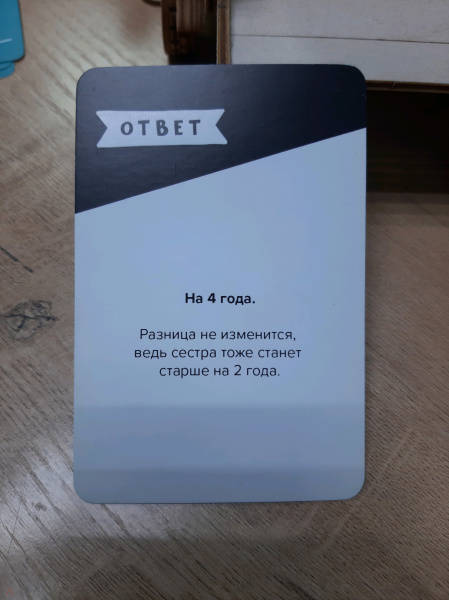 ОТВЕТ
На 4 года.
Разница не изменится,
ведь сестра тоже станет
старше на 2 года.